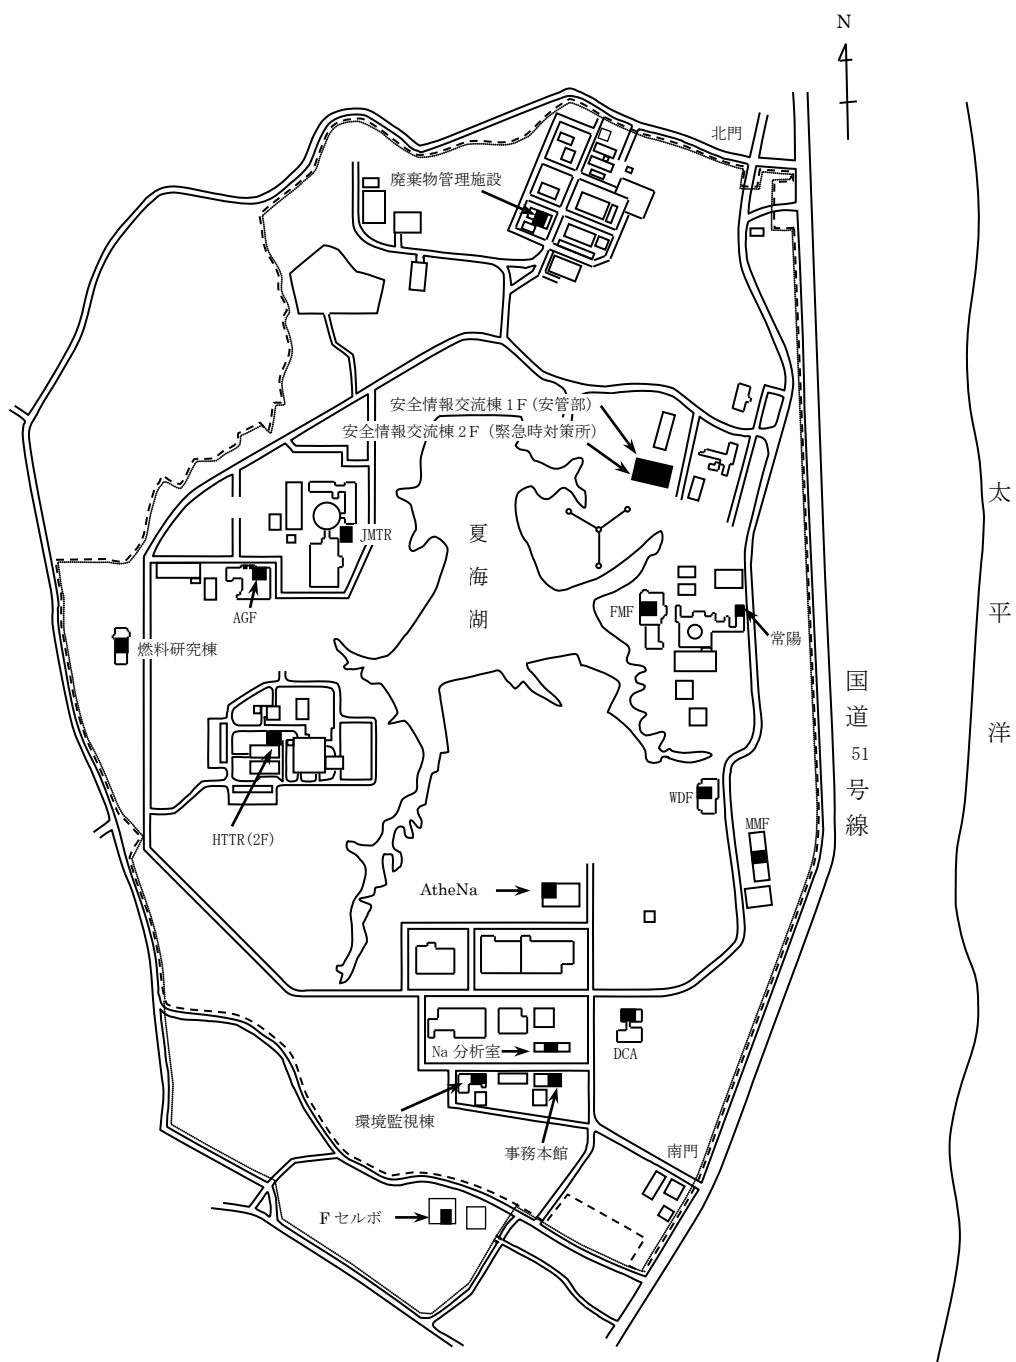 N
北門
廃棄物管理施設
安全情報交流棟 1F (安管部)
安全情報交流棟 2F (緊急時対策所)
太平洋
夏海湖
JMTR
AGF
FMF
常陽
燃料研究棟
国道51号線
HTTR(2F)
WDF
MMF
AtheNa
Na 分析室
DCA
環境監視棟
事務本館
南門
F セルボ